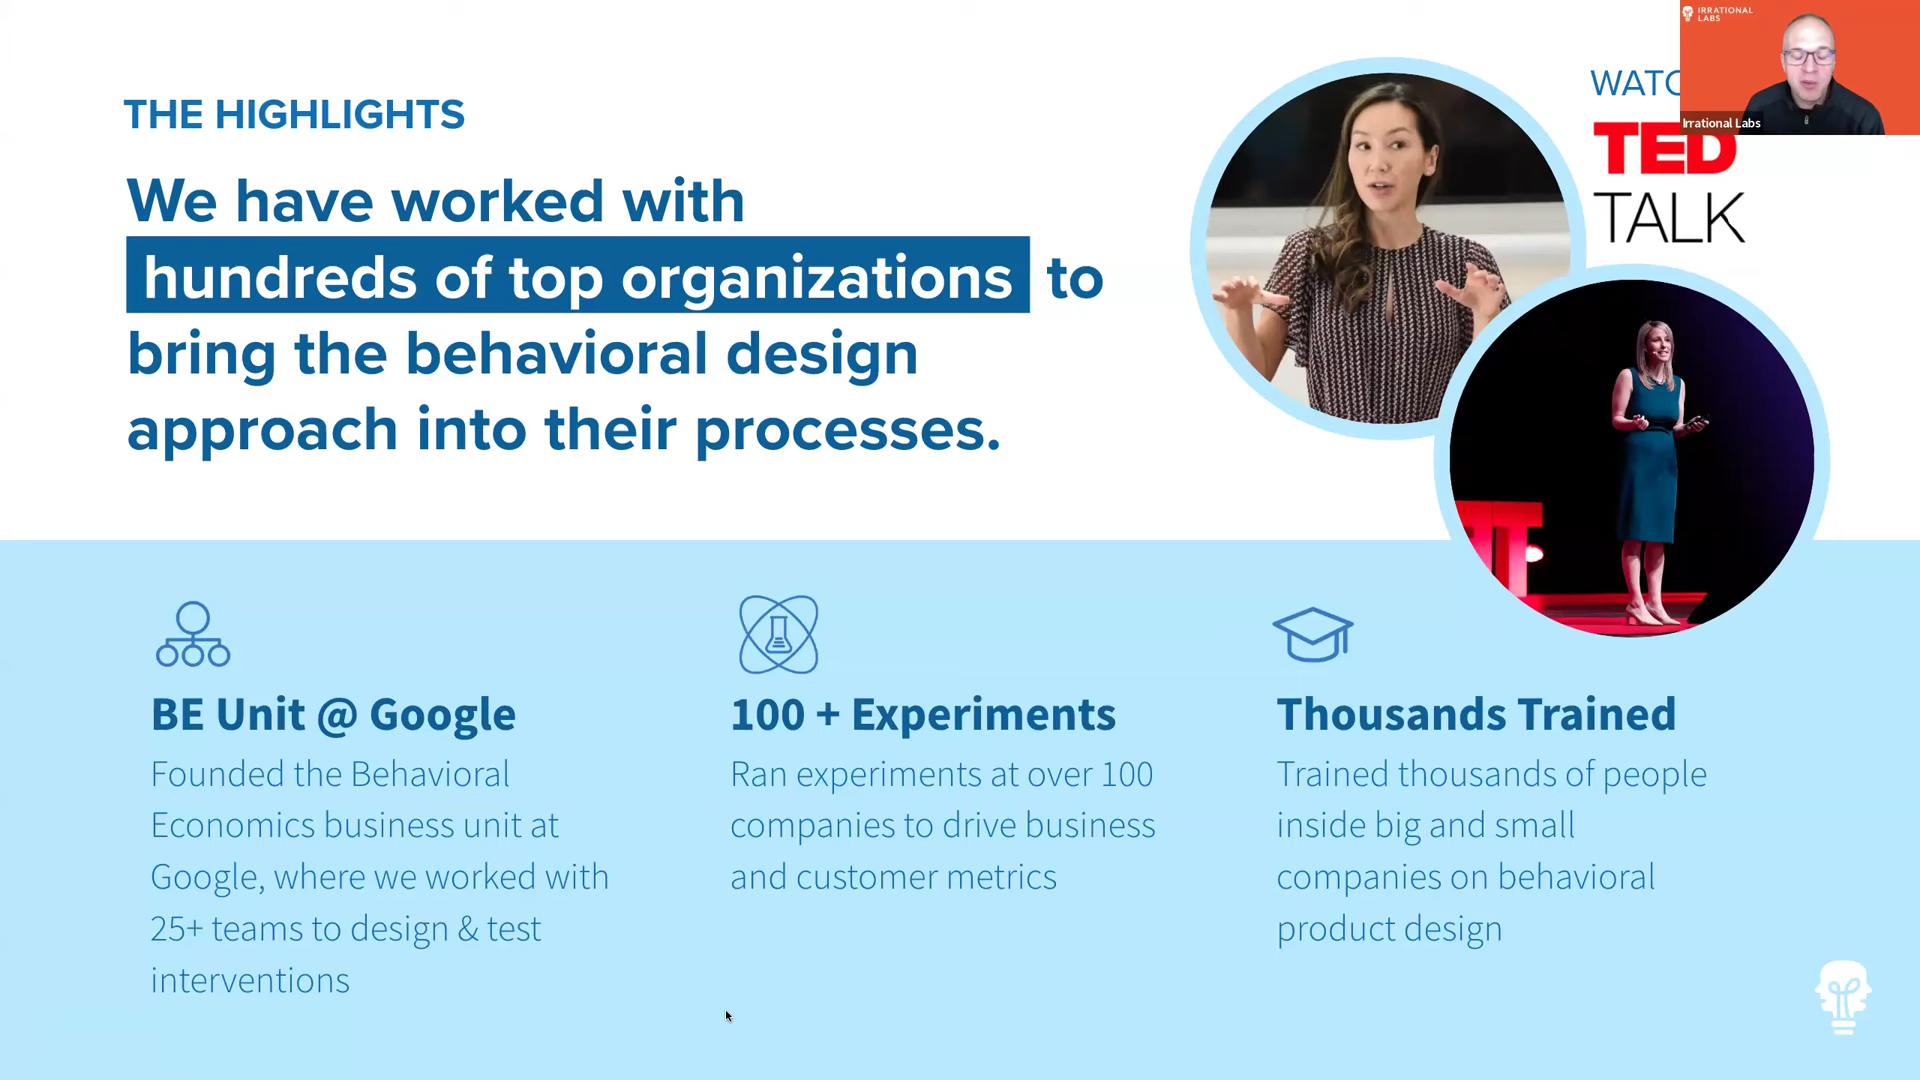 IRRATIONAL
LABS
Irrational Labs
THE HIGHLIGHTS
We have worked with
hundreds of top organizations to
bring the behavioral design
approach into their processes.
TED
TALK
BE Unit @ Google
Founded the Behavioral
Economics business unit at
Google, where we worked with
25+ teams to design & test
interventions
100 + Experiments
Ran experiments at over 100
companies to drive business
and customer metrics
Thousands Trained
Trained thousands of people
inside big and small
companies on behavioral
product design